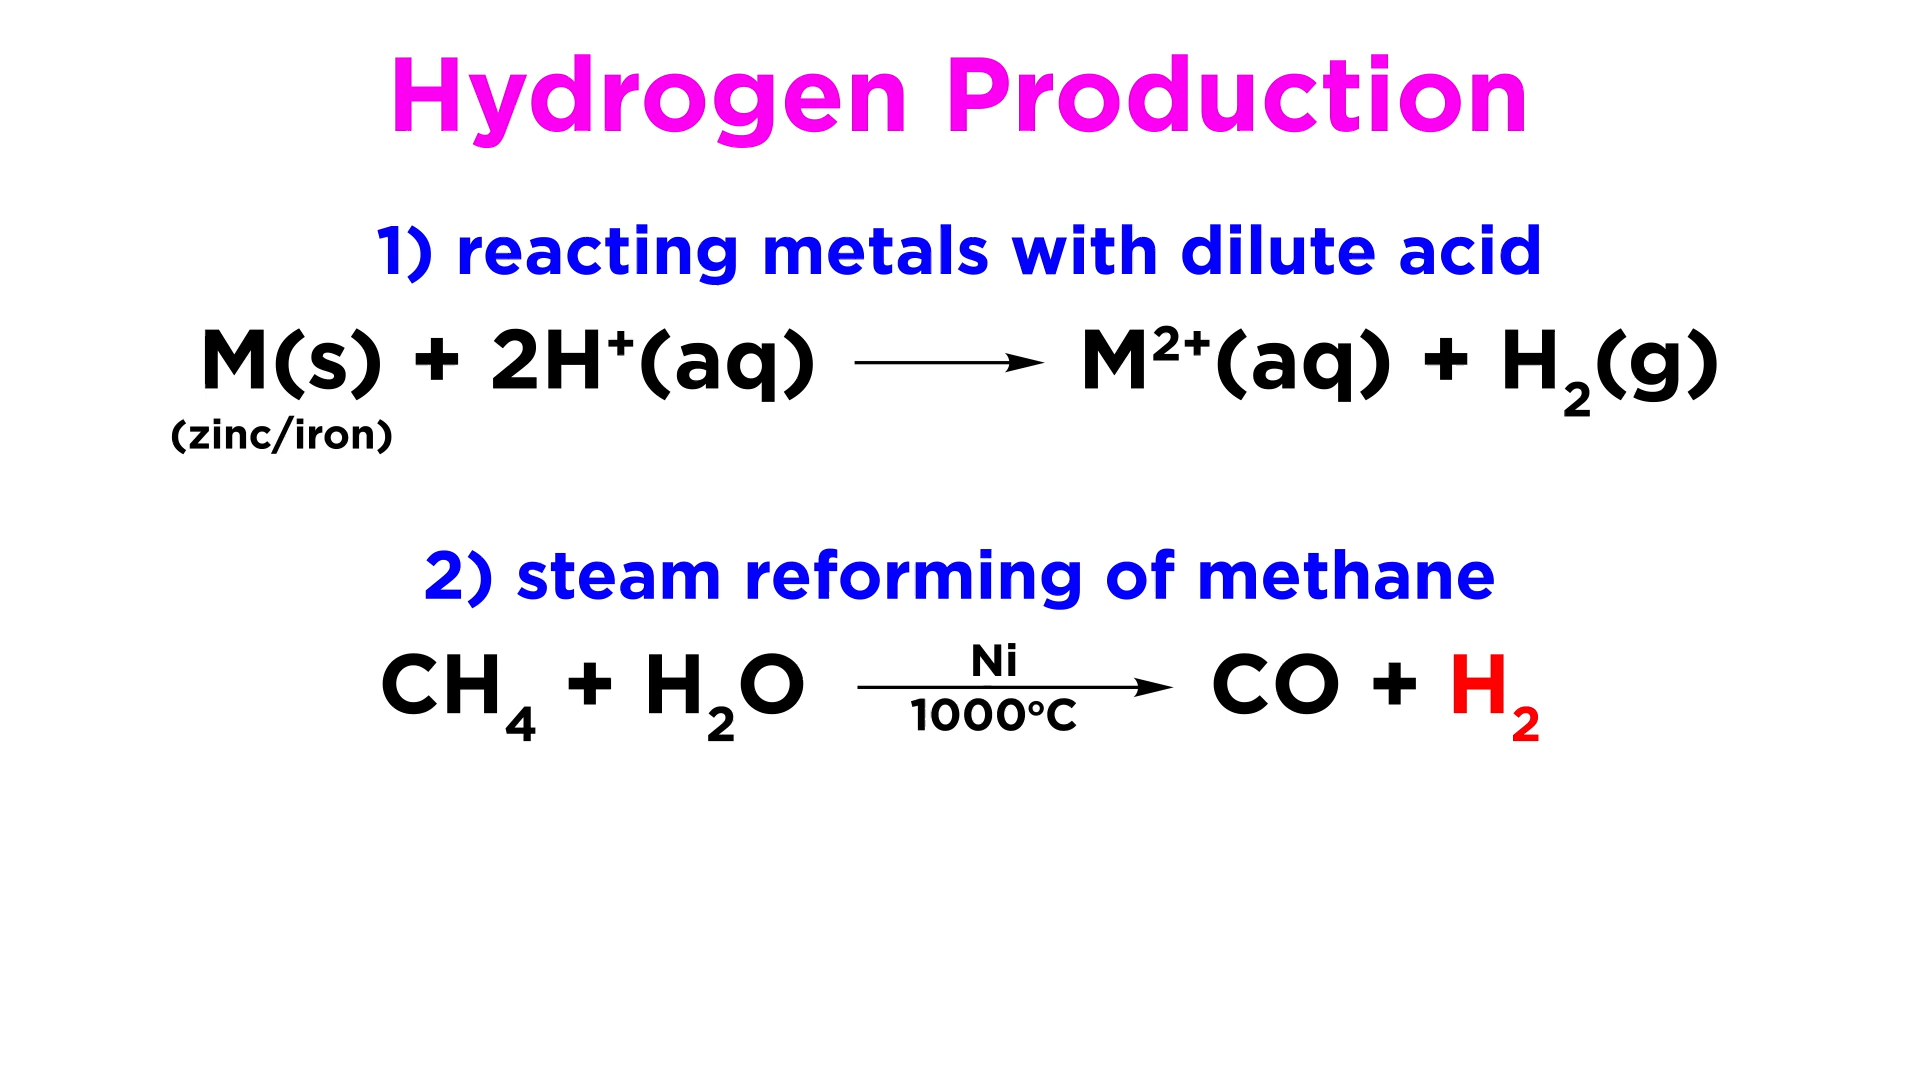 Hydrogen Production
1) reacting metals with dilute acid
M(s) + 2H⁺(aq) ⟶ M²⁺(aq) + H₂(g)
(zinc/iron)
2) steam reforming of methane
Ni
CH₄ + H₂O ⟶ CO + H₂
1000°C